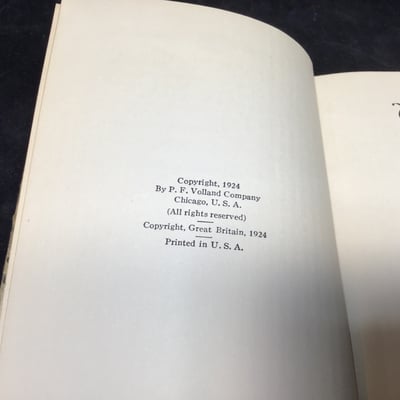 Copyright, 1924
By P. F. Volland Company
Chicago, U. S. A.
(All rights reserved)
Copyright, Great Britain, 1924
Printed in U. S. A.